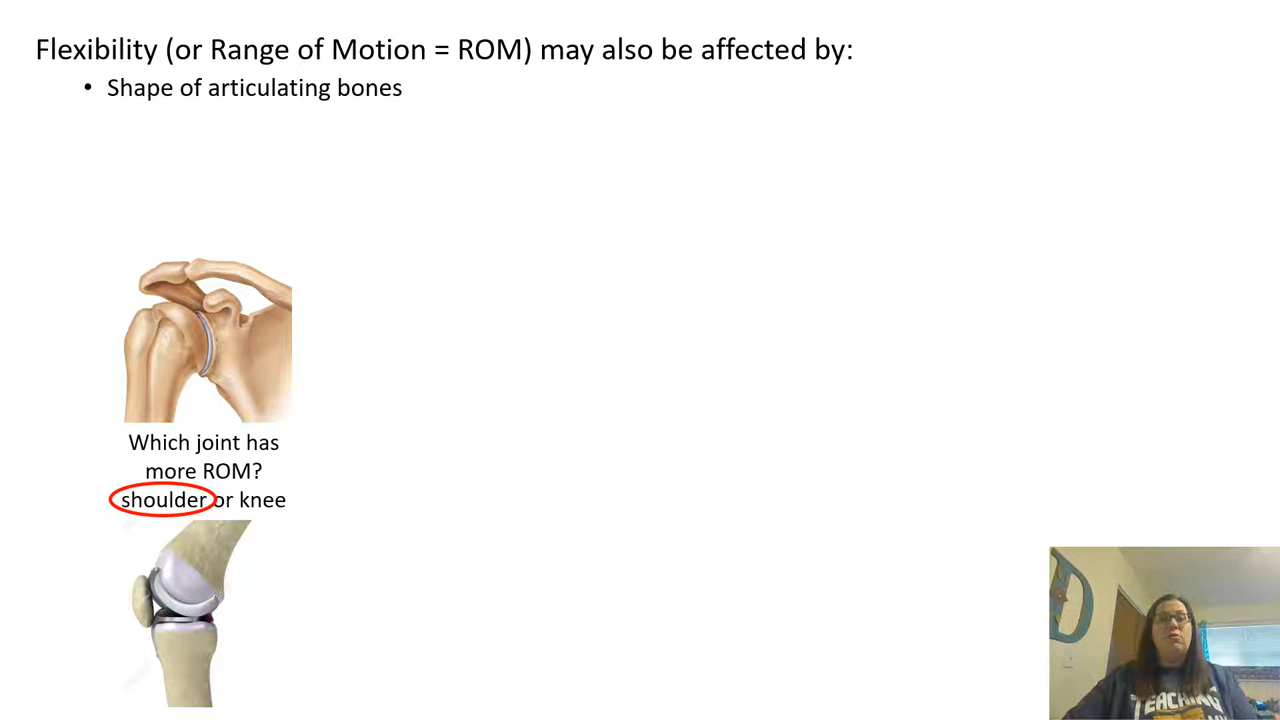 Flexibility (or Range of Motion = ROM) may also be affected by:
• Shape of articulating bones
Which joint has
more ROM?
shoulder or knee
D
TEACHING